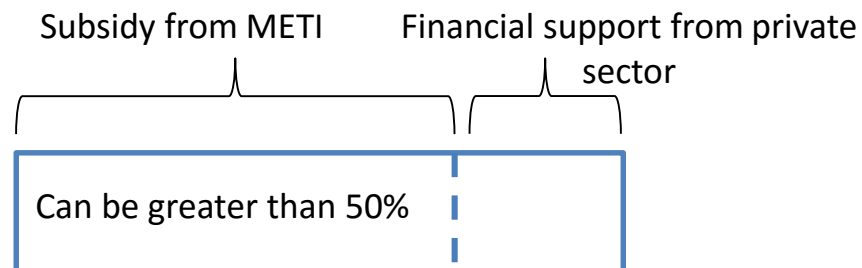 Subsidy from METI
Financial support from private
sector
Can be greater than 50%